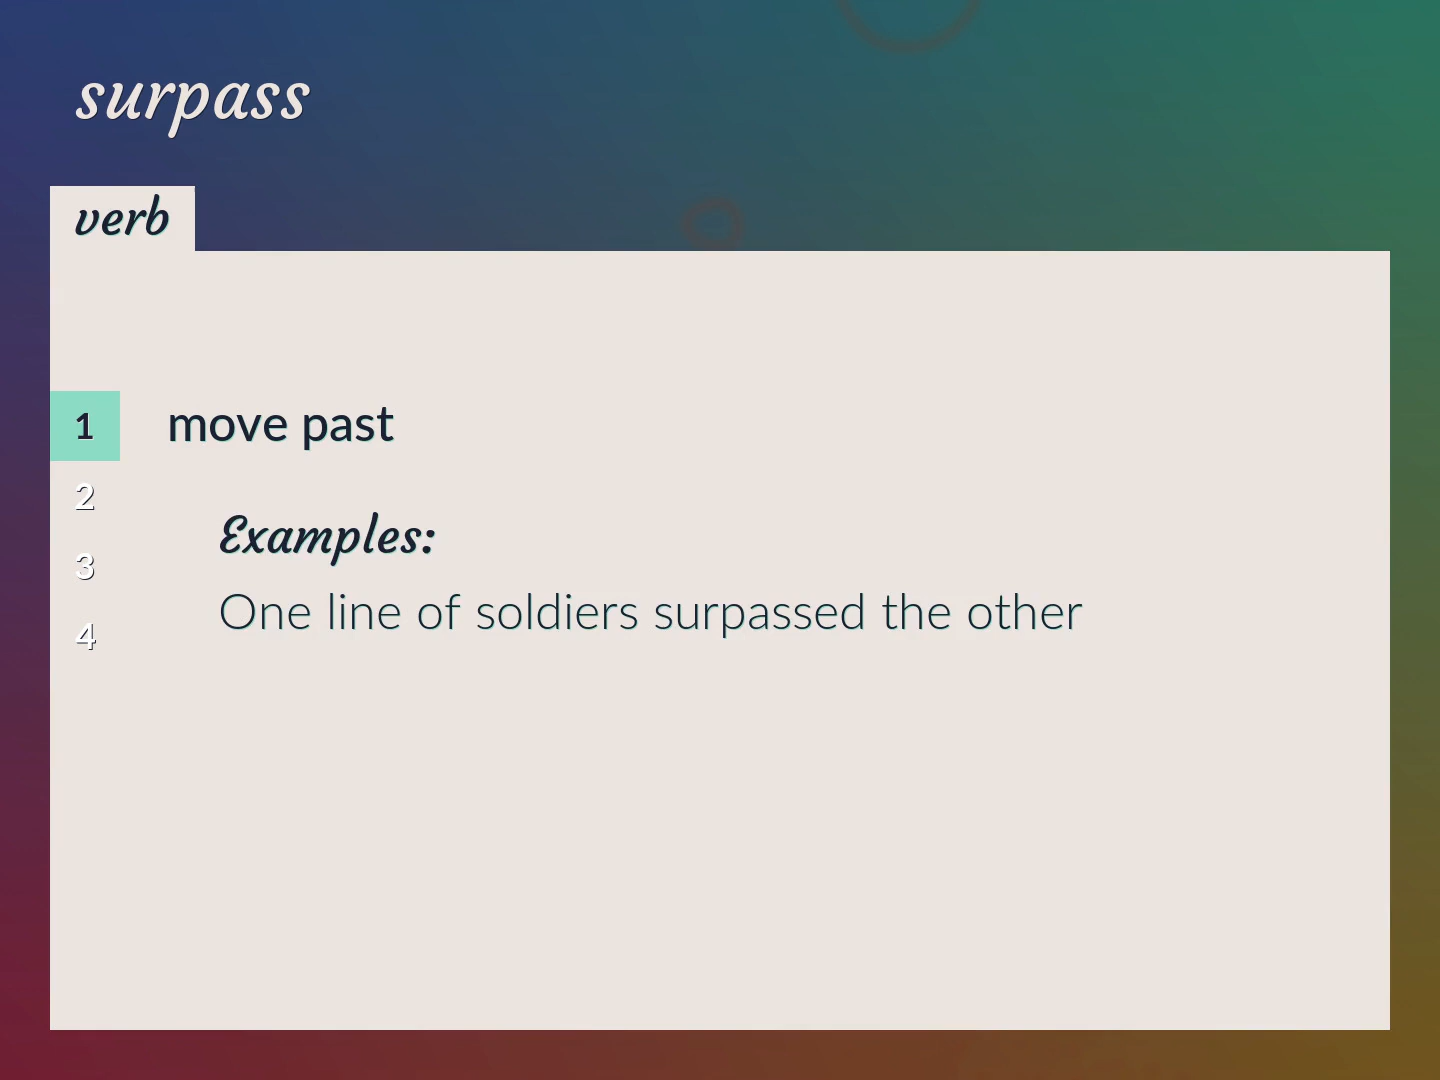 surpass
verb
1
move past
2
Examples:
3
One line of soldiers surpassed the other
4